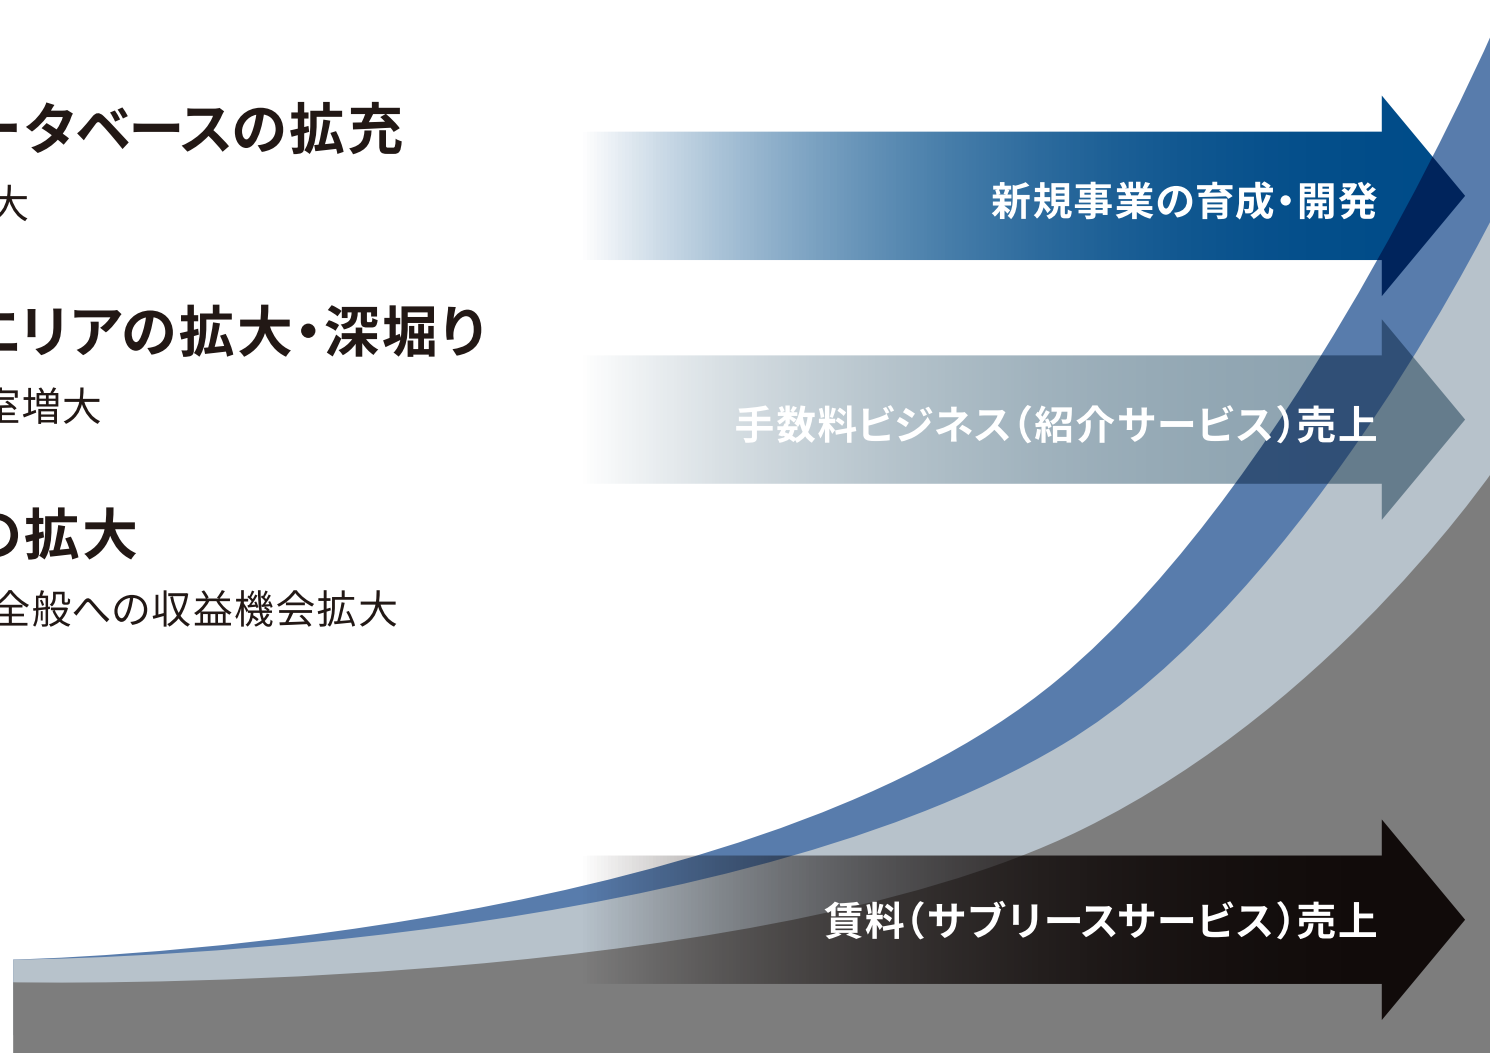 ータベースの拡充
大
エリアの拡大・深堀り
室増大
の拡大
全般への収益機会拡大
新規事業の育成・開発
手数料ビジネス（紹介サービス）売上
賃料（サブリースサービス）売上